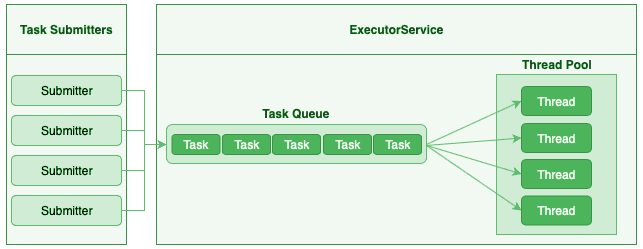 Task Submitters
Submitter
Submitter
Submitter
Submitter
ExecutorService
Task Queue
Task Task Task Task Task
Thread Pool
Thread
Thread
Thread
Thread